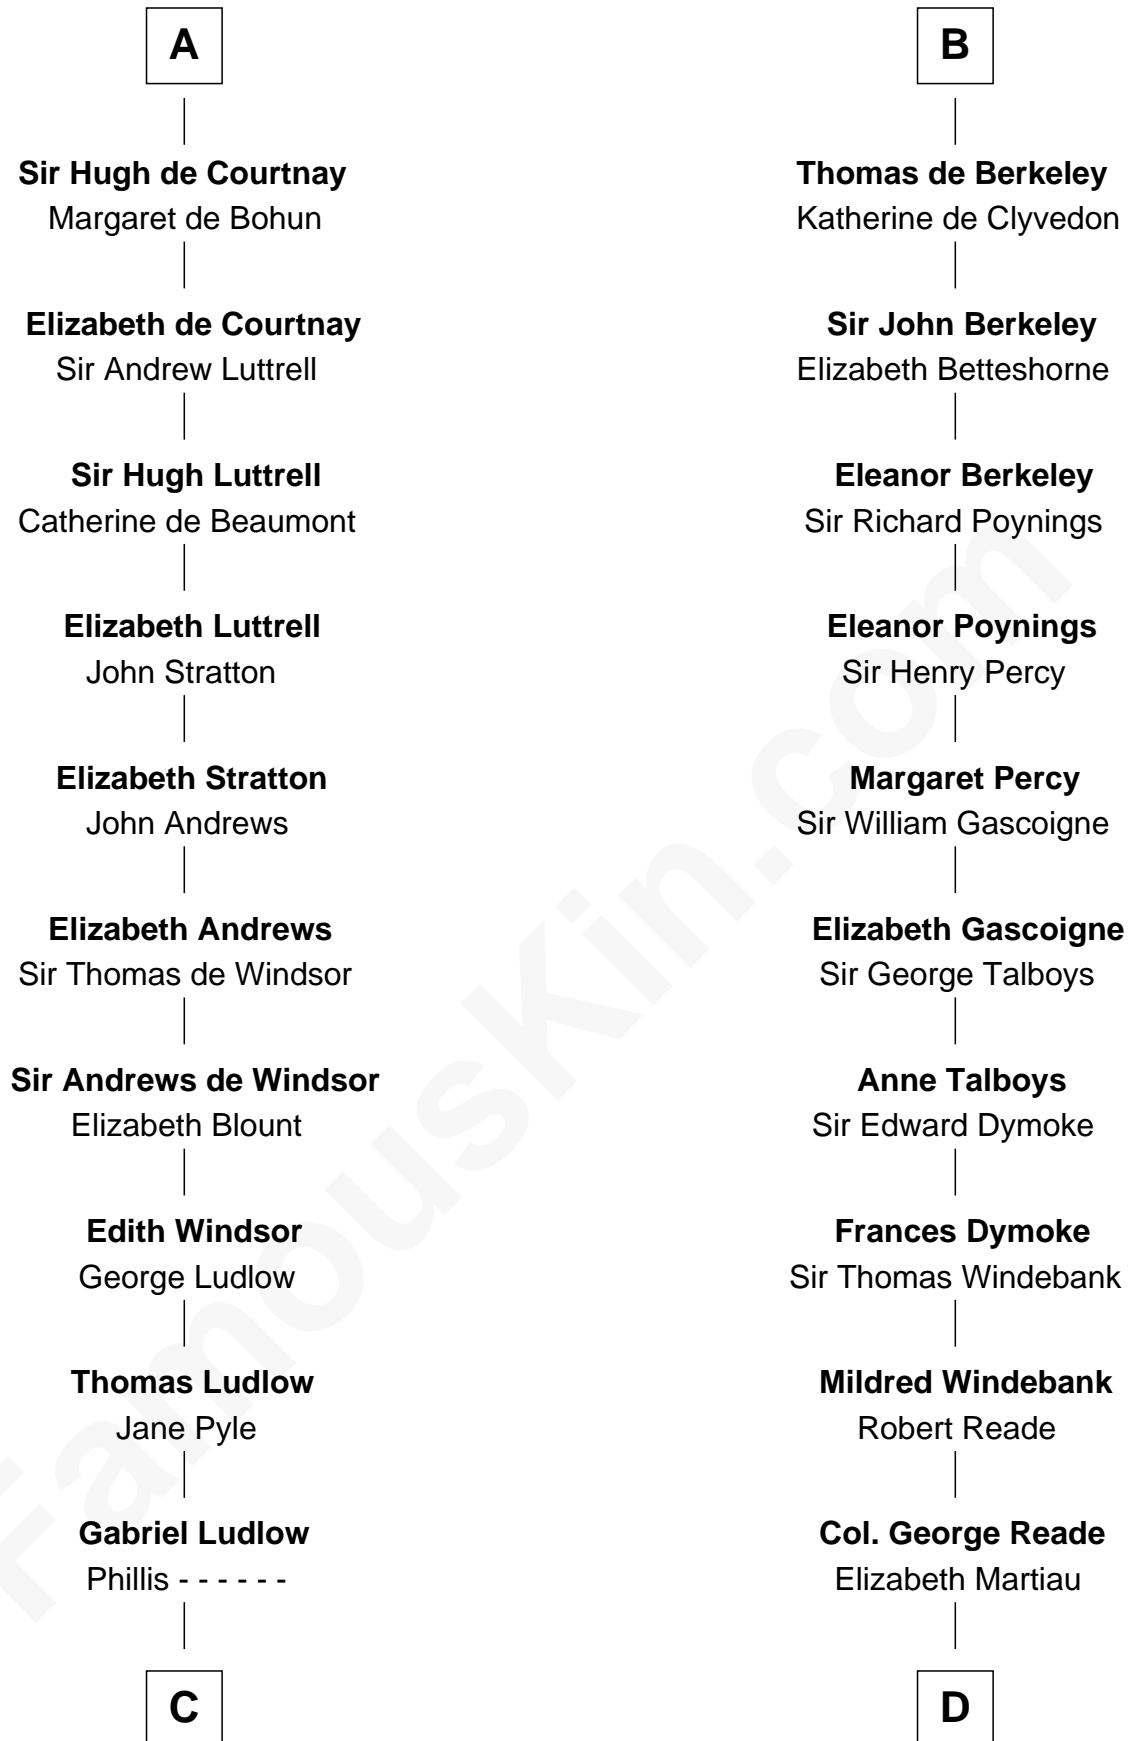 A
Sir Hugh de Courtnay
Margaret de Bohun
Elizabeth de Courtnay
Sir Andrew Luttrell
Sir Hugh Luttrell
Catherine de Beaumont
Elizabeth Luttrell
John Stratton
Elizabeth Stratton
John Andrews
Elizabeth Andrews
Sir Thomas de Windsor
Sir Andrews de Windsor
Elizabeth Blount
Edith Windsor
George Ludlow
Thomas Ludlow
Jane Pyle
Gabriel Ludlow
Phillis - - - - - -
C
B
Thomas de Berkeley
Katherine de Clyvedon
Sir John Berkeley
Elizabeth Betteshorne
Eleanor Berkeley
Sir Richard Poynings
Eleanor Poynings
Sir Henry Percy
Margaret Percy
Sir William Gascoigne
Elizabeth Gascoigne
Sir George Talboys
Anne Talboys
Sir Edward Dymoke
Frances Dymoke
Sir Thomas Windebank
Mildred Windebank
Robert Reade
Col. George Reade
Elizabeth Martiau
D
FamousKin.com